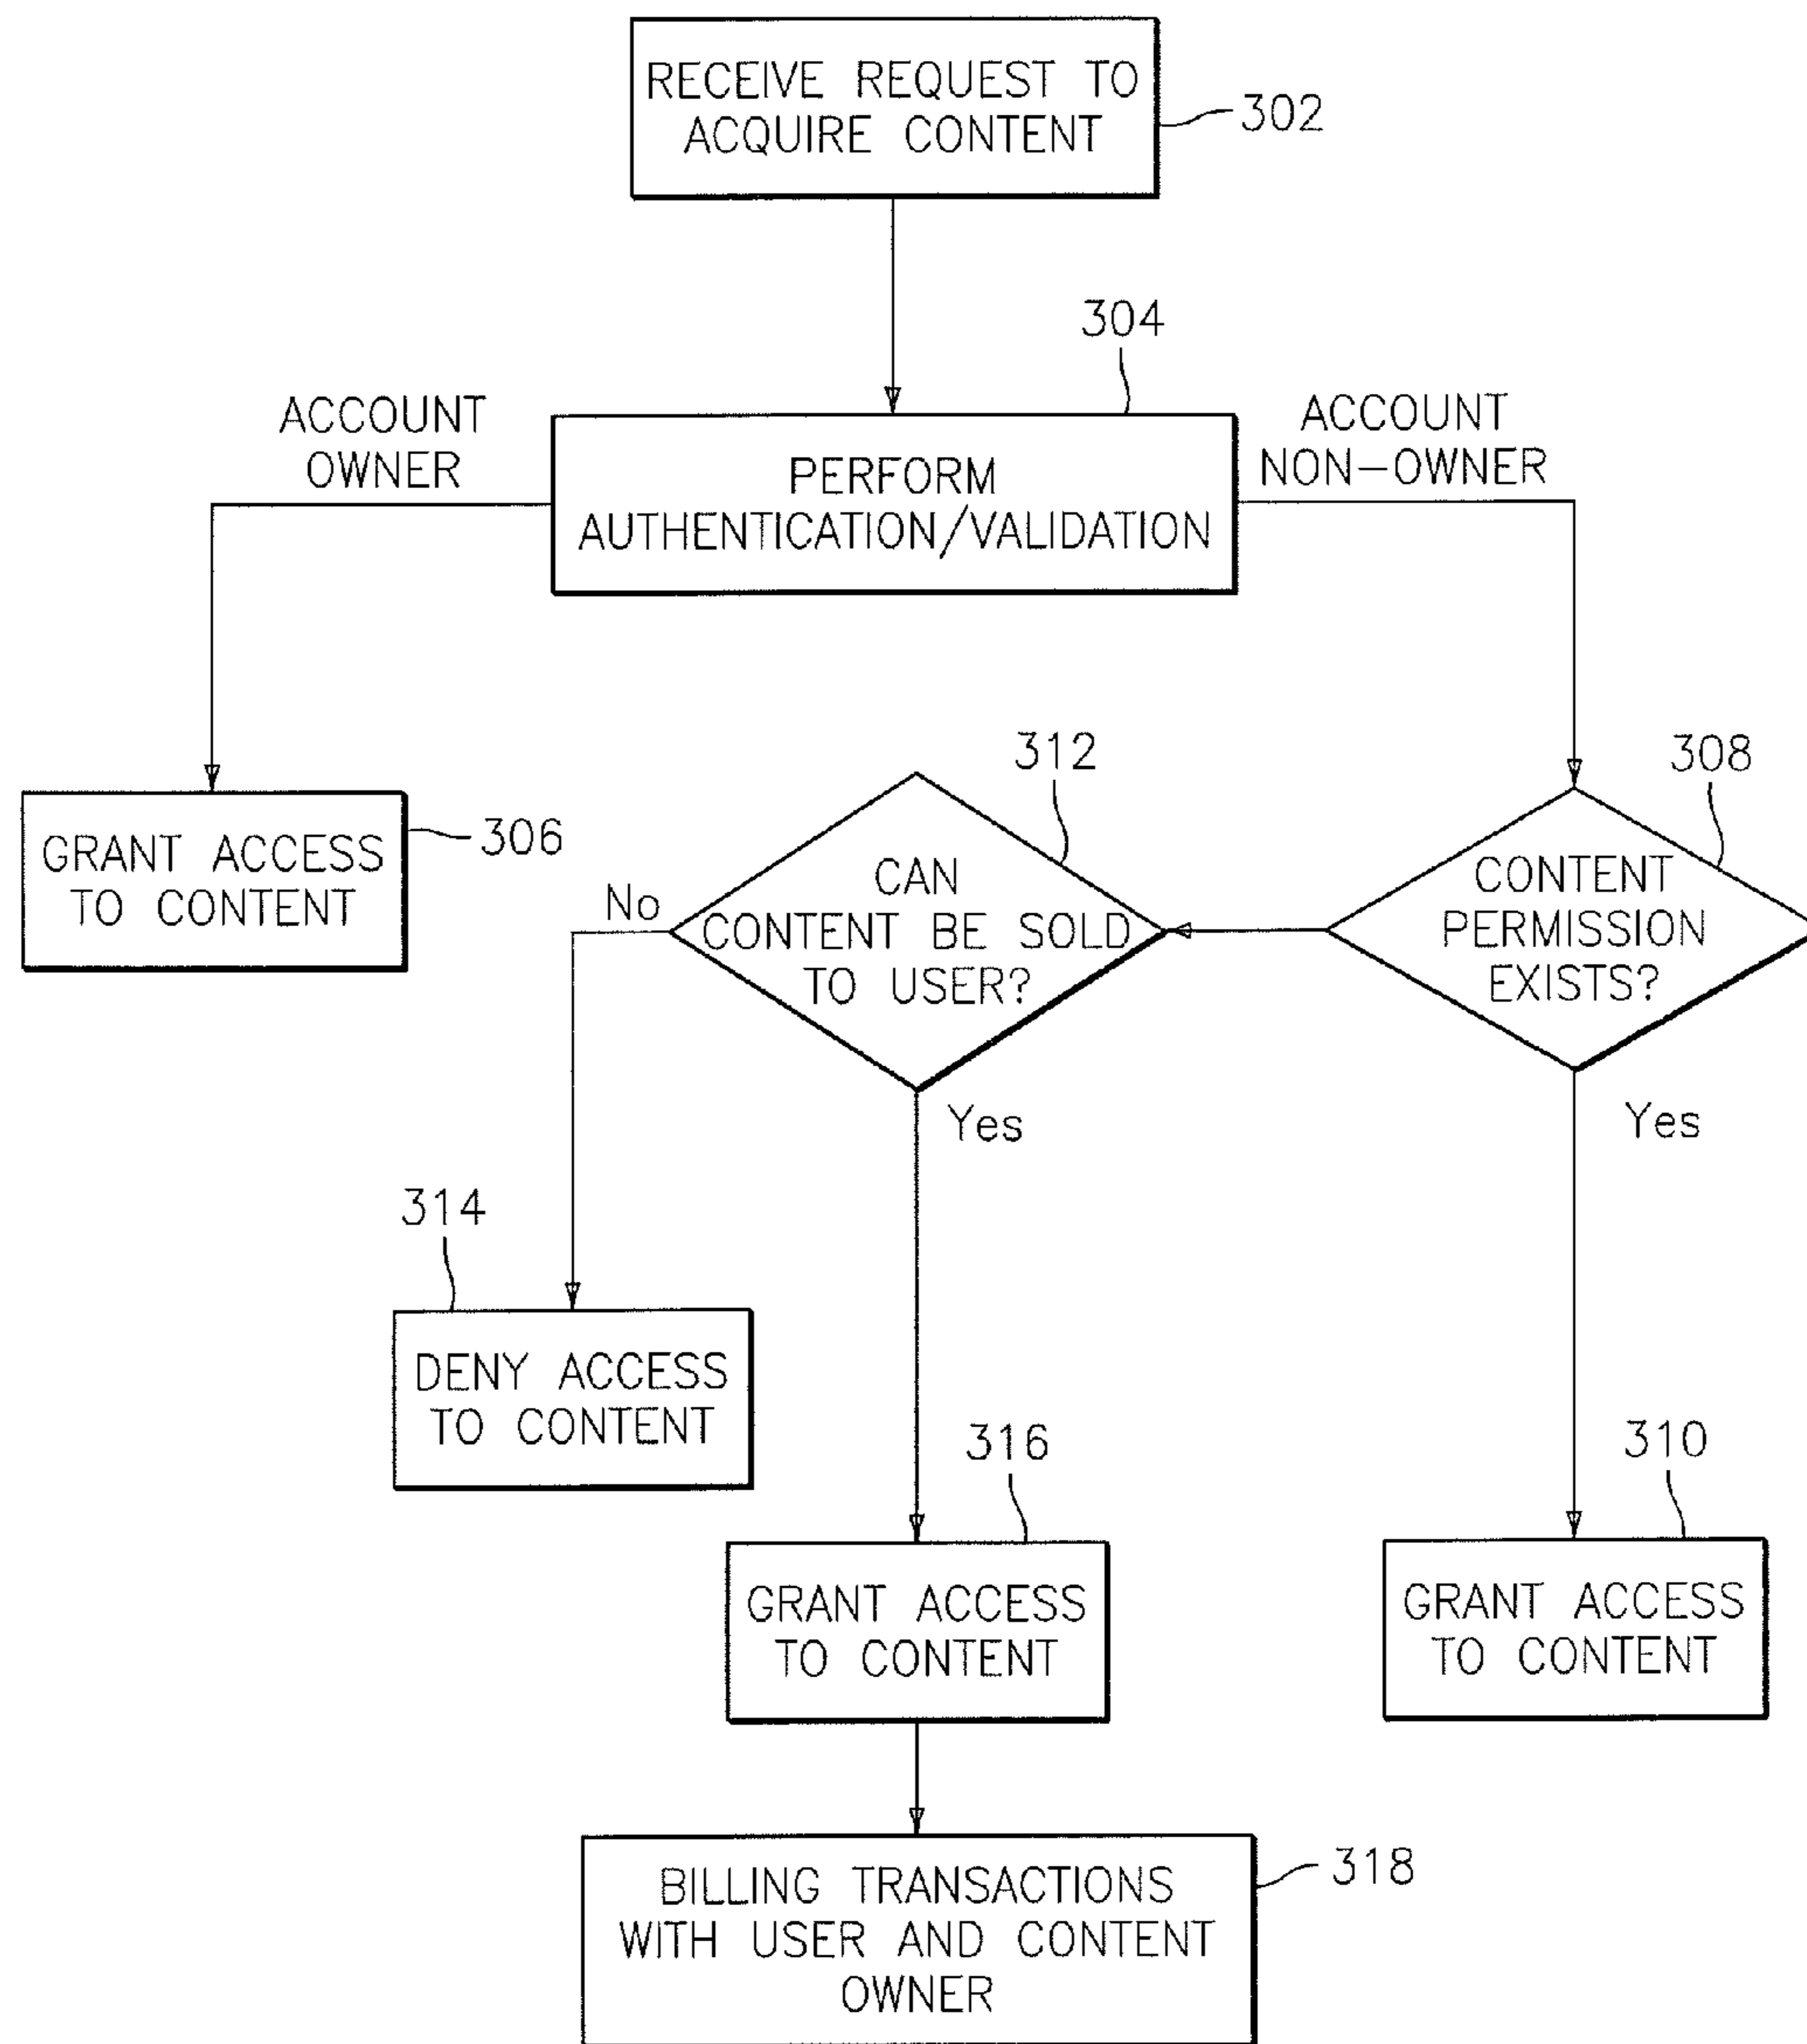 RECEIVE REQUEST TO
ACQUIRE CONTENT
302
304
ACCOUNT
OWNER
PERFORM
AUTHENTICATION/VALIDATION
ACCOUNT
NON-OWNER
GRANT ACCESS
TO CONTENT
306
312
CAN
CONTENT BE SOLD
TO USER?
No
Yes
308
CONTENT
PERMISSION
EXISTS?
Yes
314
DENY ACCESS
TO CONTENT
316
GRANT ACCESS
TO CONTENT
310
GRANT ACCESS
TO CONTENT
BILLING TRANSACTIONS
WITH USER AND CONTENT
OWNER
318